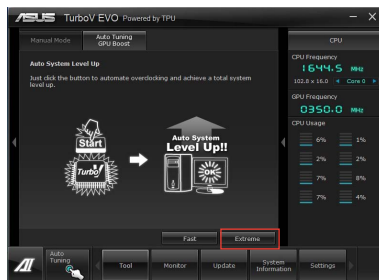 ASUS TurboV EVO Powered by TPU
Manual Mode
Auto Tuning
GPU Boost
Auto System Level Up
Just click the button to automate overclocking and achieve a total system
level up.
Start
Turbo!
Auto System
Level Up!!
OK
Fast
Extreme
CPU
CPU Frequency
1644.5 MHz
102.8 x 16.0 Core 0
GPU Frequency
0350.0 MHz
CPU Usage
6% 1%
2% 2%
7% 8%
7% 4%
AI
Auto
Tuning
Tool
Monitor
Update
System
Information
Settings